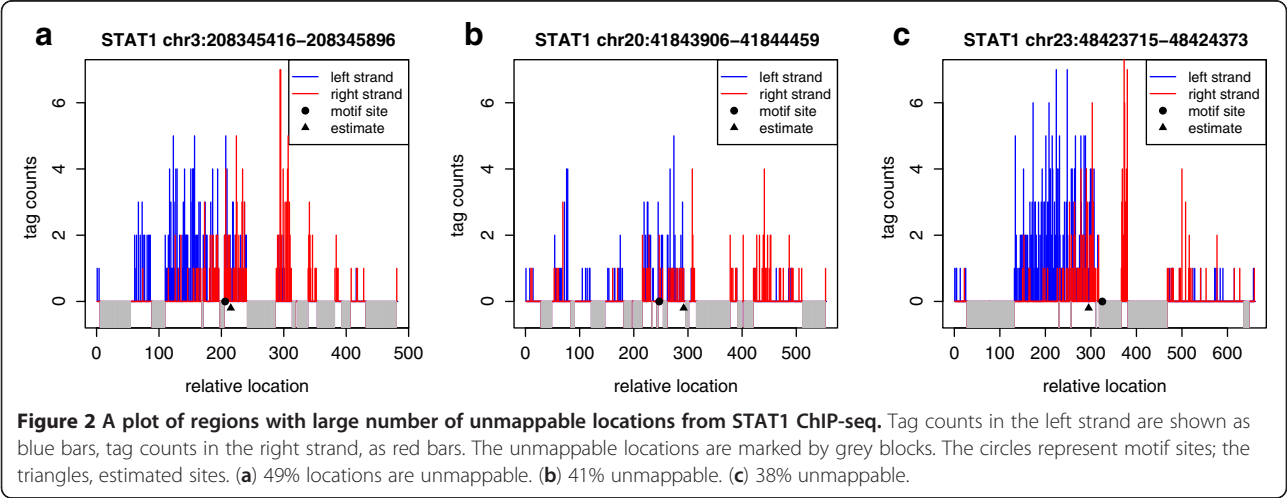 a
STAT1 chr3:208345416–208345896
left strand
right strand
motif site
estimate
tag counts
0 2 4 6
0 100 200 300 400 500
relative location
b
STAT1 chr20:41843906–41844459
left strand
right strand
motif site
estimate
tag counts
0 2 4 6
0 100 200 300 400 500
relative location
c
STAT1 chr23:48423715–48424373
left strand
right strand
motif site
estimate
tag counts
0 2 4 6
0 100 200 300 400 500 600
relative location
Figure 2 A plot of regions with large number of unmappable locations from STAT1 ChIP-seq. Tag counts in the left strand are shown as
blue bars, tag counts in the right strand, as red bars. The unmappable locations are marked by grey blocks. The circles represent motif sites; the
triangles, estimated sites. (a) 49% locations are unmappable. (b) 41% unmappable. (c) 38% unmappable.